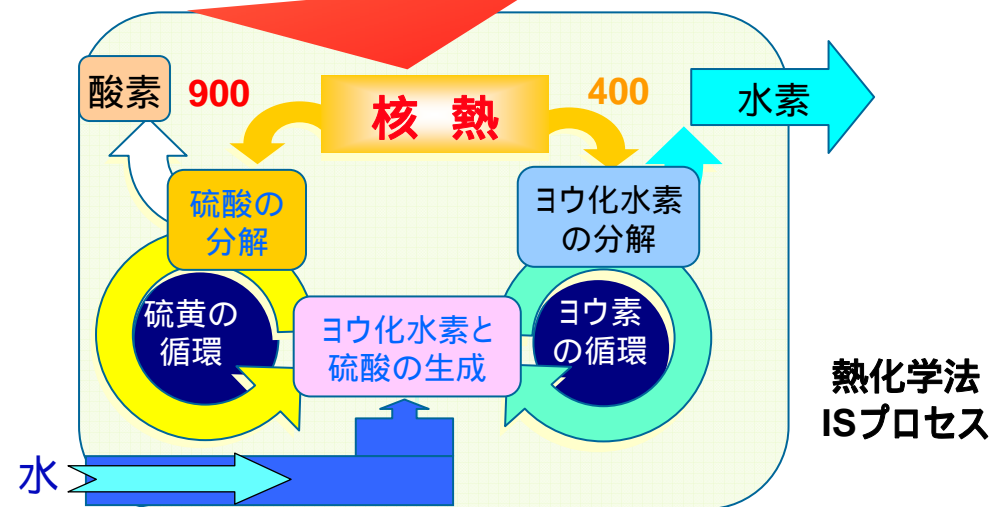 酸素
900
核 熱
400
水素
硫酸の
分解
ヨウ化水素
の分解
硫黄の
循環
ヨウ化水素と
硫酸の生成
ヨウ素
の循環
熱化学法
ISプロセス
水